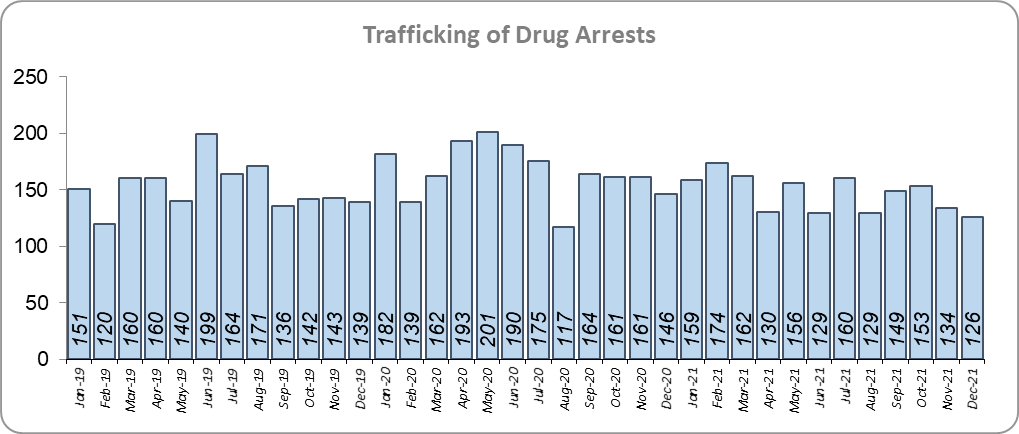 Trafficking of Drug Arrests
250
200
150
100
50
0
151 120 160 160 140 199 164 171 136 142 143 139 182 139 162 193 201 190 175 117 164 161 161 146 159 174 162 130 156 129 160 129 149 153 134 126
Jan-19 Feb-19 Mar-19 Apr-19 May-19 Jun-19 Jul-19 Aug-19 Sep-19 Oct-19 Nov-19 Dec-19 Jan-20 Feb-20 Mar-20 Apr-20 May-20 Jun-20 Jul-20 Aug-20 Sep-20 Oct-20 Nov-20 Dec-20 Jan-21 Feb-21 Mar-21 Apr-21 May-21 Jun-21 Jul-21 Aug-21 Sep-21 Oct-21 Nov-21 Dec-21